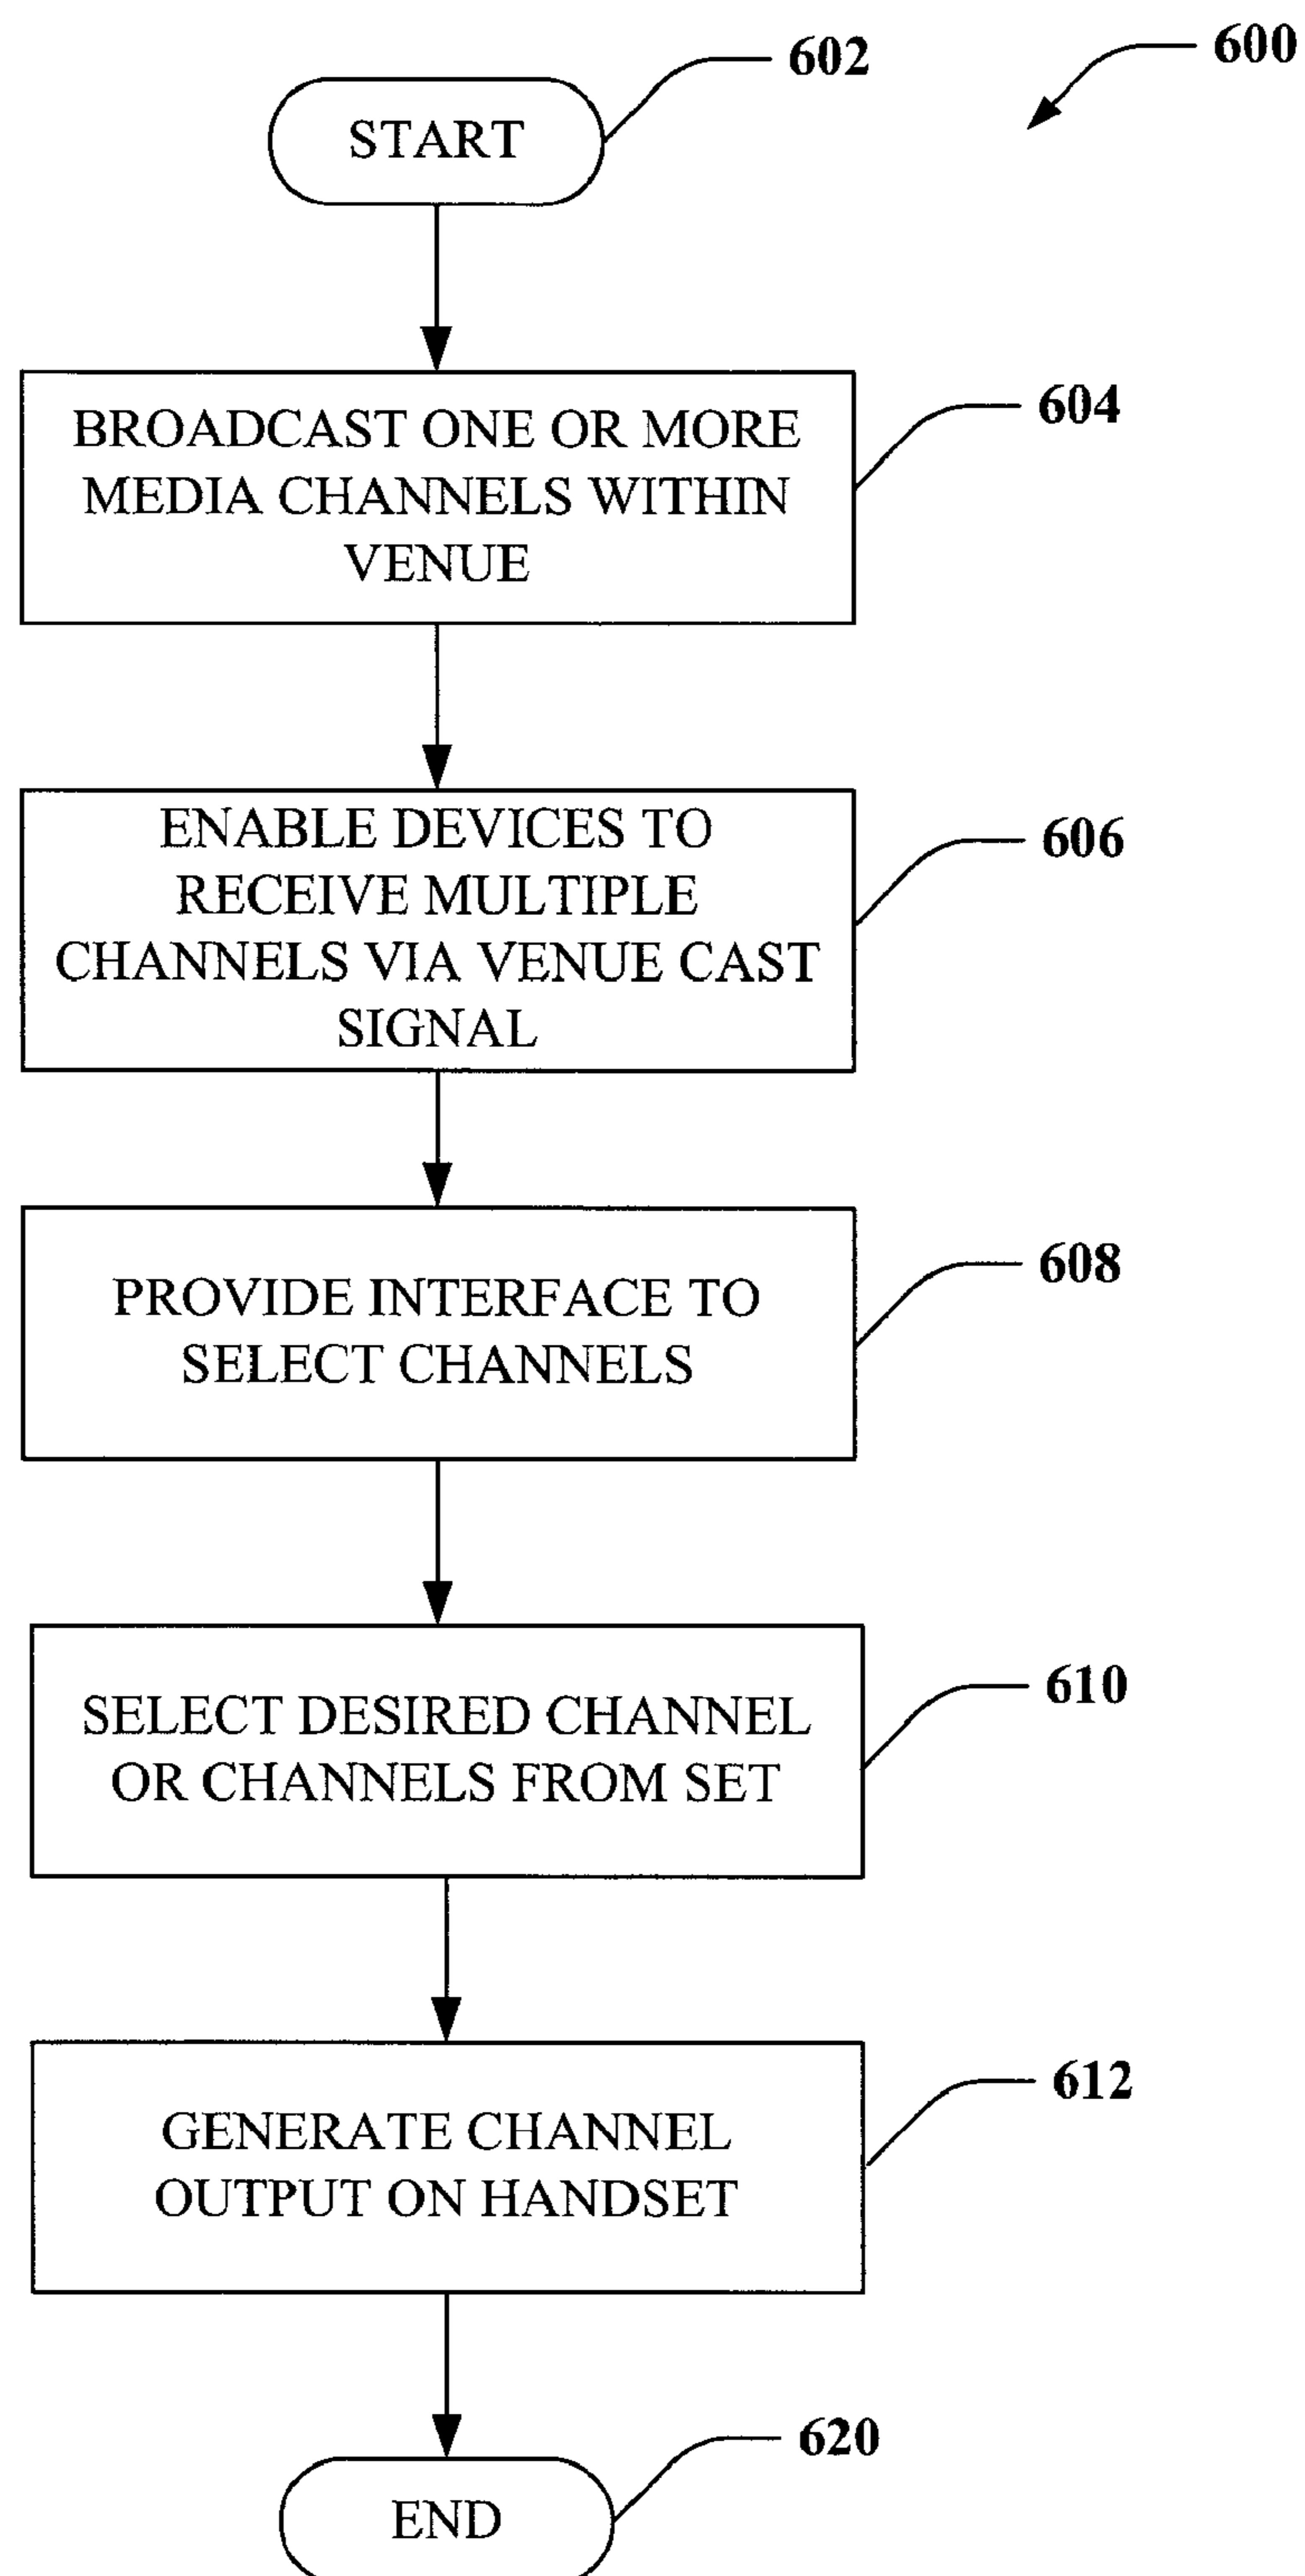 600
602
START
BROADCAST ONE OR MORE
MEDIA CHANNELS WITHIN
VENUE
604
ENABLE DEVICES TO
RECEIVE MULTIPLE
CHANNELS VIA VENUE CAST
SIGNAL
606
PROVIDE INTERFACE TO
SELECT CHANNELS
608
SELECT DESIRED CHANNEL
OR CHANNELS FROM SET
610
GENERATE CHANNEL
OUTPUT ON HANDSET
612
END
620